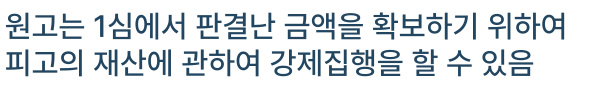 원고는 1심에서 판결난 금액을 확보하기 위하여
피고의 재산에 관하여 강제집행을 할 수 있음